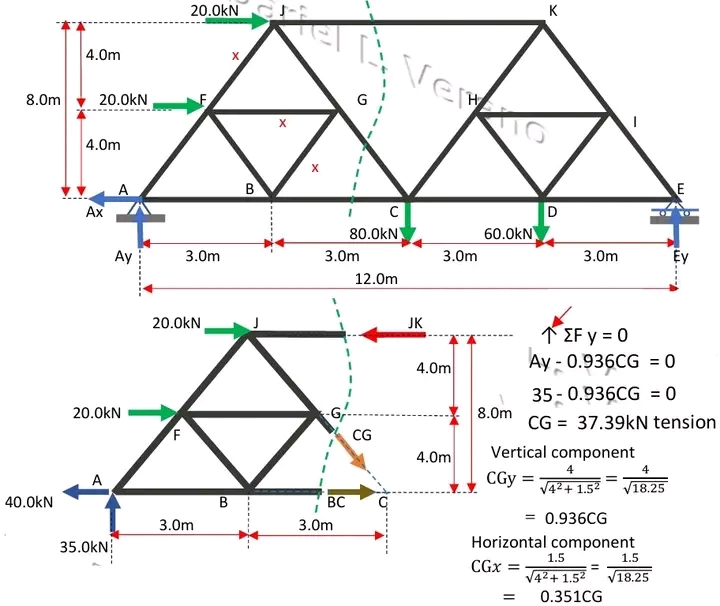 20.0kN
J
K
4.0m
x
F
20.0kN
G
H
8.0m
x
I
4.0m
x
L. Verano
A
B
C
D
E
Ax
80.0kN
60.0kN
Ay
3.0m
3.0m
3.0m
3.0m
Ey
12.0m
20.0kN
J
JK
4.0m
20.0kN
F
G
8.0m
CG
4.0m
A
40.0kN
B
BC
C
3.0m
3.0m
35.0kN
↑ ΣF y = 0
Ay - 0.936CG = 0
35 - 0.936CG = 0
CG = 37.39kN tension
Vertical component
CGy = 4/√(4² + 1.5²) = 4/√18.25
= 0.936CG
Horizontal component
CGx = 1.5/√(4² + 1.5²) = 1.5/√18.25
= 0.351CG